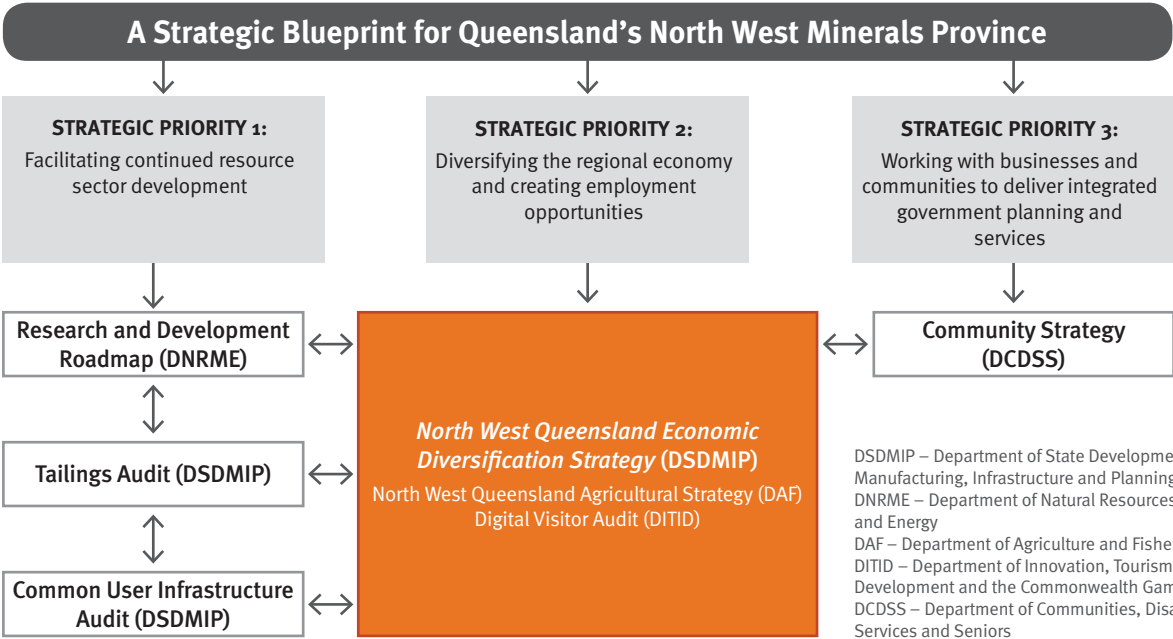 A Strategic Blueprint for Queensland's North West Minerals Province
STRATEGIC PRIORITY 1:
Facilitating continued resource
sector development
STRATEGIC PRIORITY 2:
Diversifying the regional economy
and creating employment
opportunities
STRATEGIC PRIORITY 3:
Working with businesses and
communities to deliver integrated
government planning and
services
Research and Development
Roadmap (DNRME)
Tailings Audit (DSDMIP)
Common User Infrastructure
Audit (DSDMIP)
North West Queensland Economic
Diversification Strategy (DSDMIP)
North West Queensland Agricultural Strategy (DAF)
Digital Visitor Audit (DITID)
Community Strategy
(DCDSS)
DSDMIP – Department of State
Manufacturing, Infrastructure and Planning
DNRME – Department of Natural Resources
and Energy
DAF – Department of Agriculture and
DITID – Department of Innovation, Tourism
Development and the Commonwealth
DCDSS – Department of Communities,
Services and Seniors